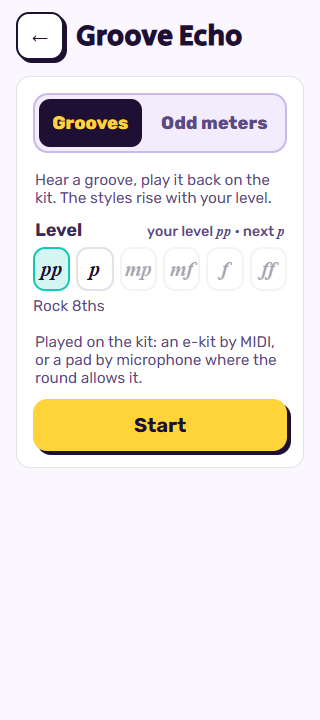 ← Groove Echo
Grooves Odd meters
Hear a groove, play it back on the
kit. The styles rise with your level.
Level your level pp • next p
pp p mp mf f ff
Rock 8ths
Played on the kit: an e-kit by MIDI,
or a pad by microphone where the
round allows it.
Start